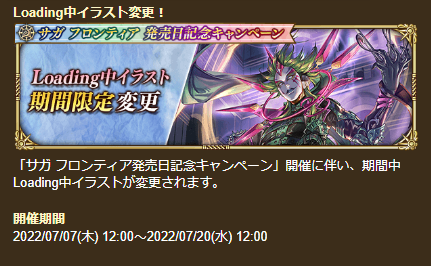 Loading中イラスト変更！
サガ フロンティア 発売日記念キャンペーン
Loading中イラスト
期間限定変更
「サガ フロンティア発売日記念キャンペーン」開催に伴い、期間中
Loading中イラストが変更されます。
開催期間
2022/07/07(木) 12:00～2022/07/20(水) 12:00